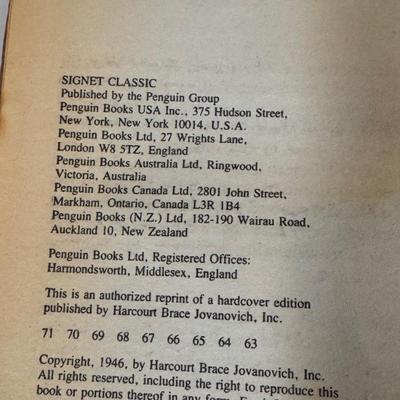 SIGNET CLASSIC
Published by the Penguin Group
Penguin Books USA Inc., 375 Hudson Street,
New York, New York 10014, U.S.A.
Penguin Books Ltd, 27 Wrights Lane,
London W8 5TZ, England
Penguin Books Australia Ltd, Ringwood,
Victoria, Australia
Penguin Books Canada Ltd, 2801 John Street,
Markham, Ontario, Canada L3R 1B4
Penguin Books (N.Z.) Ltd, 182-190 Wairau Road,
Auckland 10, New Zealand
Penguin Books Ltd, Registered Offices:
Harmondsworth, Middlesex, England
This is an authorized reprint of a hardcover edition
published by Harcourt Brace Jovanovich, Inc.
71 70 69 68 67 66 65 64 63
Copyright, 1946, by Harcourt Brace Jovanovich, Inc.
All rights reserved, including the right to reproduce this
book or portions thereof in any form.